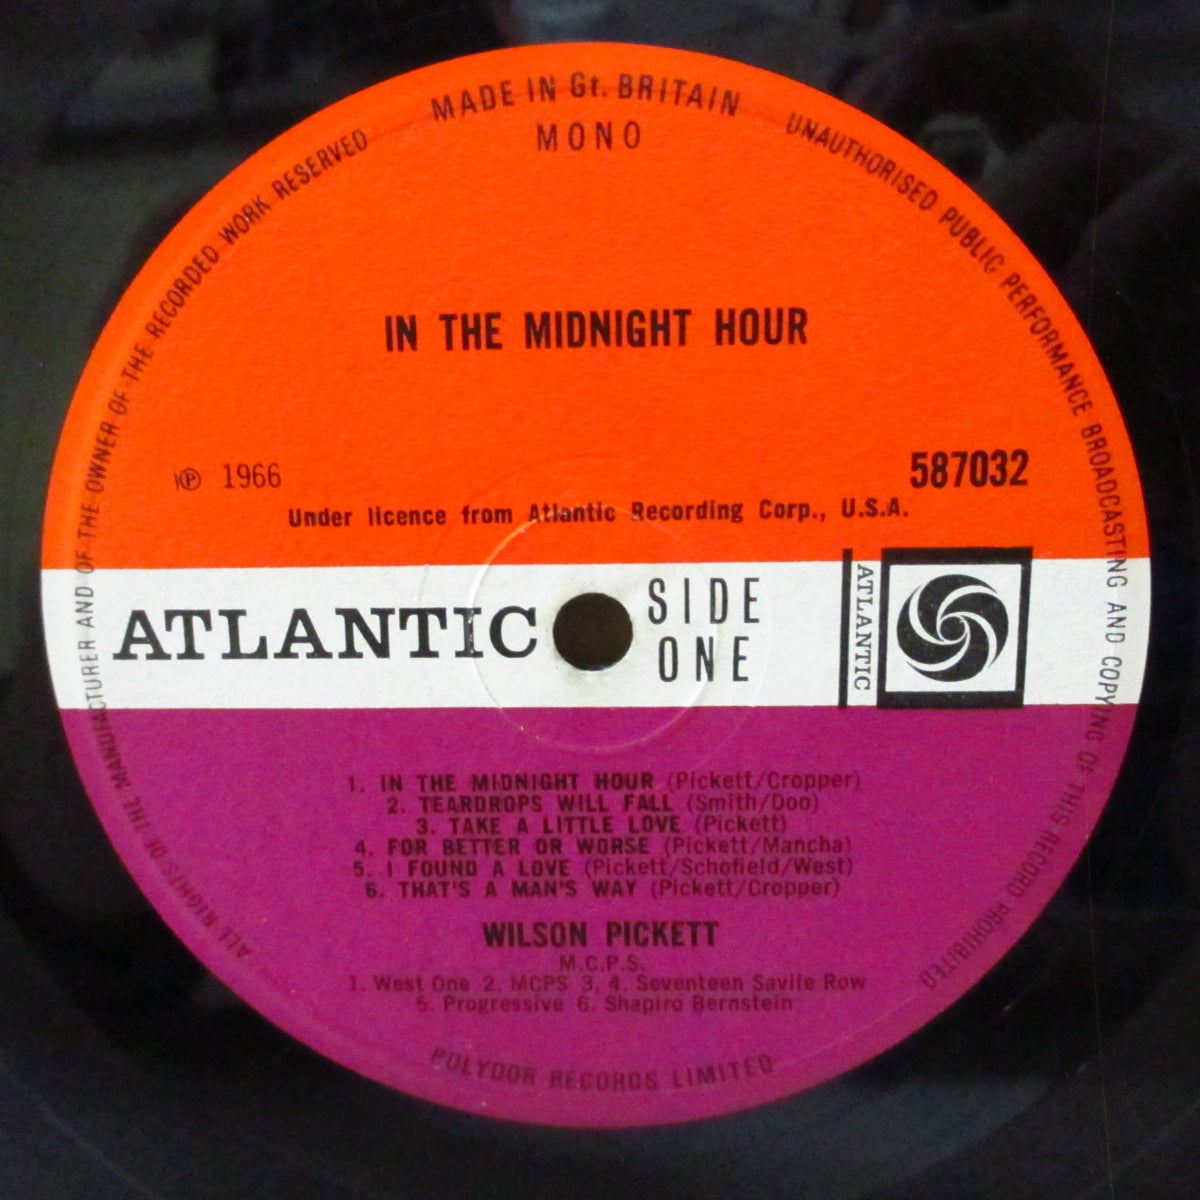 MADE IN Gt. BRITAIN
MONO
UNAUTHORISED PUBLIC PERFORMANCE BROADCASTING AND COPYING OF THIS RECORD PROHIBITED
ALL RIGHTS OF THE MANUFACTURER AND OF THE OWNER OF THE RECORDED WORK RESERVED
IN THE MIDNIGHT HOUR
℗ 1966
587032
Under licence from Atlantic Recording Corp., U.S.A.
ATLANTIC
SIDE
ONE
ATLANTIC
1. IN THE MIDNIGHT HOUR (Pickett/Cropper)
2. TEARDROPS WILL FALL (Smith/Doo)
3. TAKE A LITTLE LOVE (Pickett)
4. FOR BETTER OR WORSE (Pickett/Mancha)
5. I FOUND A LOVE (Pickett/Schofield/West)
6. THAT'S A MAN'S WAY (Pickett/Cropper)
WILSON PICKETT
M.C.P.S.
1. West One 2. MCPS 3, 4. Seventeen Savile Row
5. Progressive 6. Shapiro Bernstein
POLYDOR RECORDS LIMITED